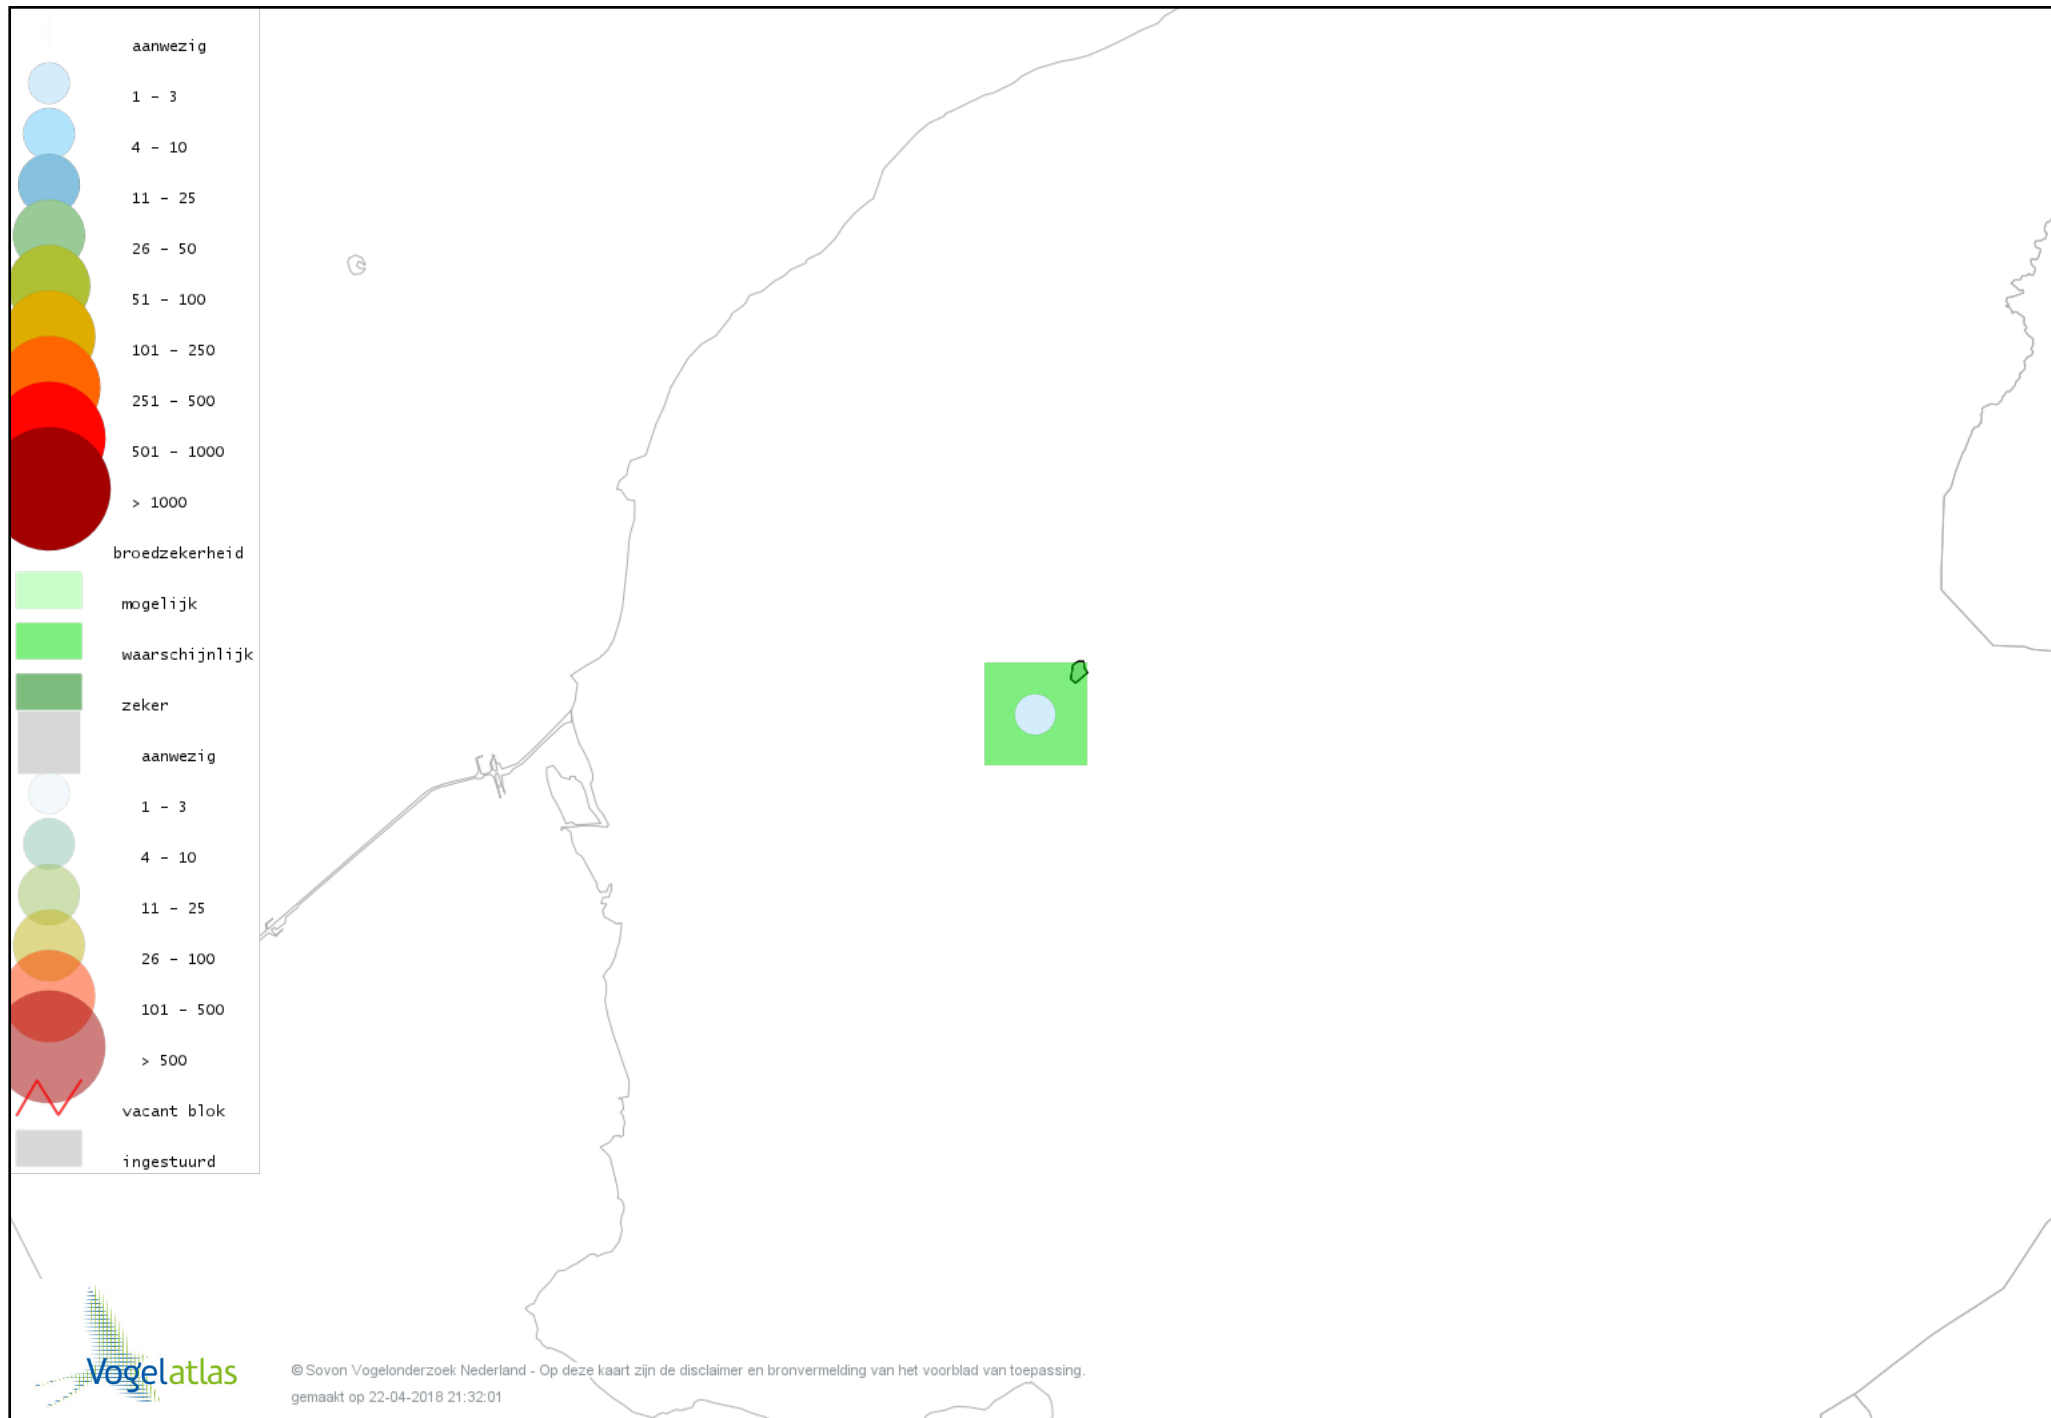 aanwezig
1 - 3
4 - 10
11 - 25
26 - 50
51 - 100
101 - 250
251 - 500
501 - 1000
> 1000
broedzekerheid
mogelijk
waarschijnlijk
zeker
aanwezig
1 - 3
4 - 10
11 - 25
26 - 100
101 - 500
> 500
vacant blok
ingestuurd
Vogelatlas
© Sovon Vogelonderzoek Nederland - Op deze kaart zijn de disclaimer en bronvermelding van het voorblad van toepassing.
gemaakt op 22-04-2018 21:32:01